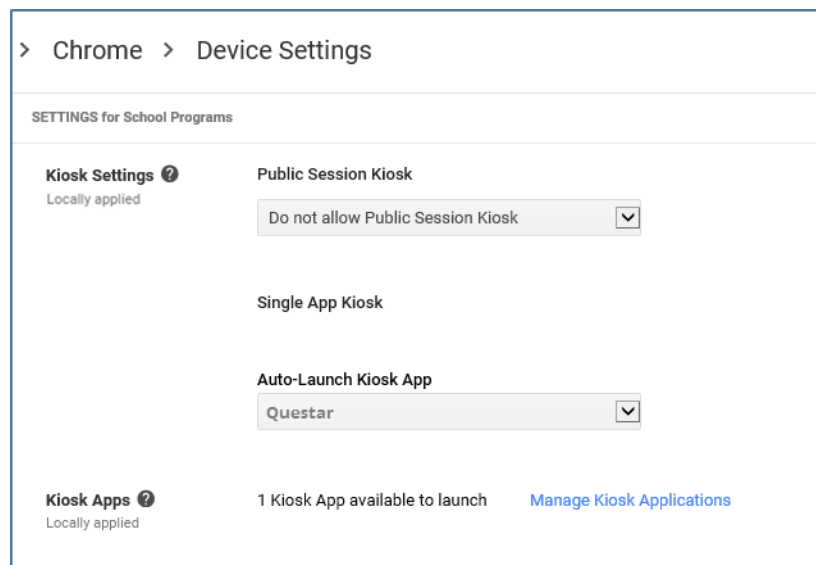 > Chrome > Device Settings
SETTINGS for School Programs
Kiosk Settings ?
Locally applied
Public Session Kiosk
Do not allow Public Session Kiosk
Single App Kiosk
Auto-Launch Kiosk App
Questar
Kiosk Apps ?
Locally applied
1 Kiosk App available to launch
Manage Kiosk Applications